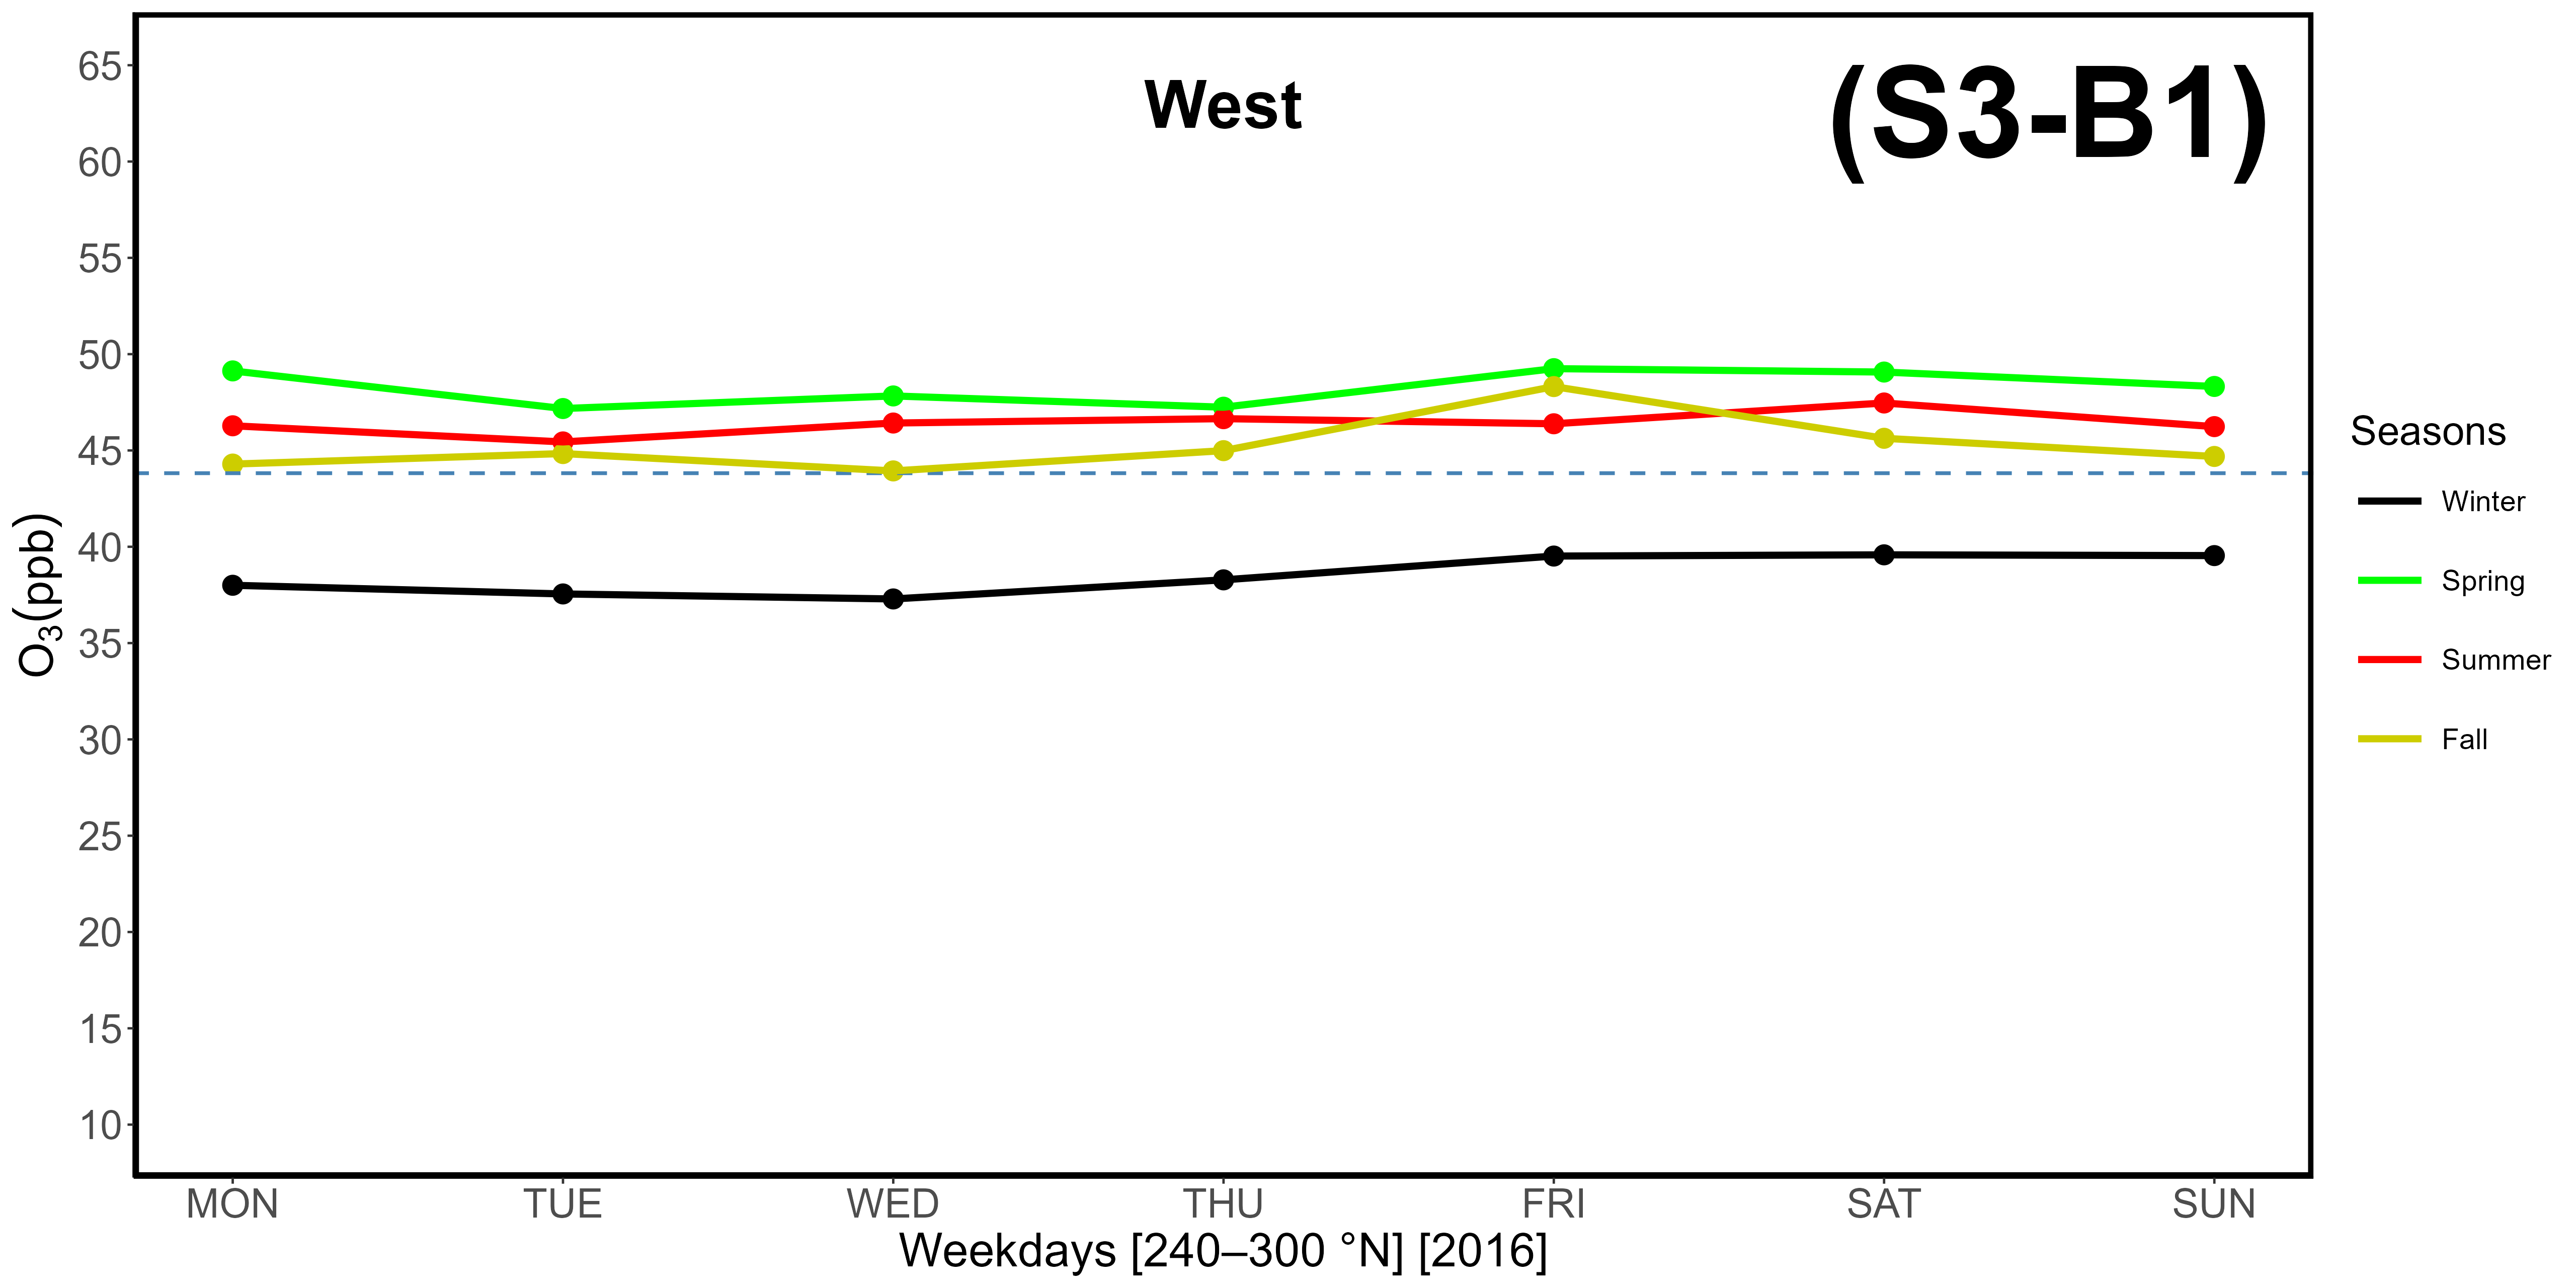 West
(S3-B1)
65
60
55
50
45
40
35
30
25
20
15
10
O₃(ppb)
MON TUE WED THU FRI SAT SUN
Weekdays [240–300 °N] [2016]
Seasons
Winter
Spring
Summer
Fall